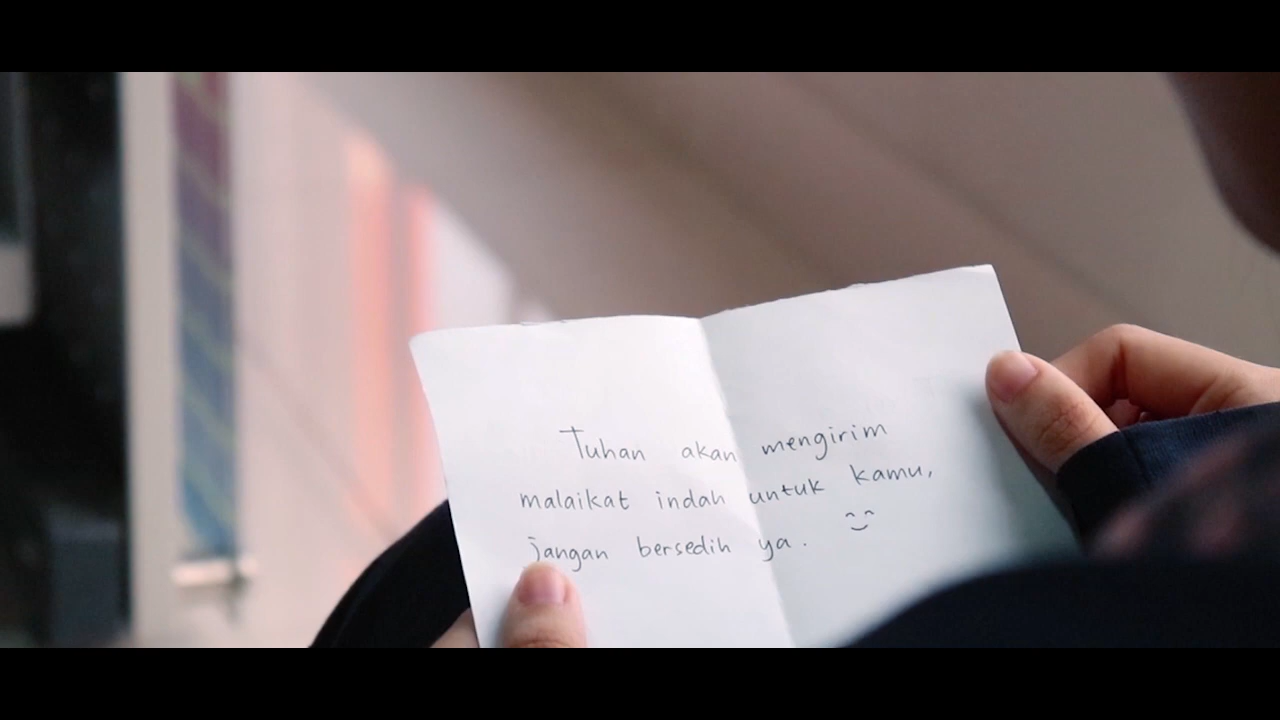 Tuhan akan mengirim
malaikat indah untuk kamu,
jangan bersedih ya.